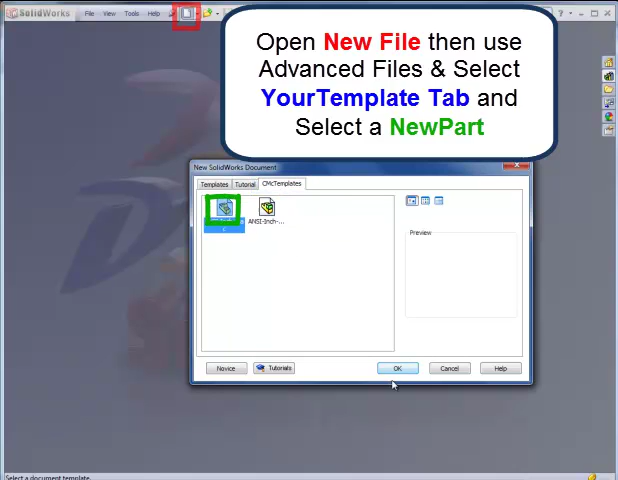 SolidWorks File View Tools Help
Open New File then use
Advanced Files & Select
YourTemplate Tab and
Select a NewPart
New SolidWorks Document
Templates Tutorial CMcTemplates
ANSI-Inch-...
Preview
Novice Tutorials OK Cancel Help
Select a document template.